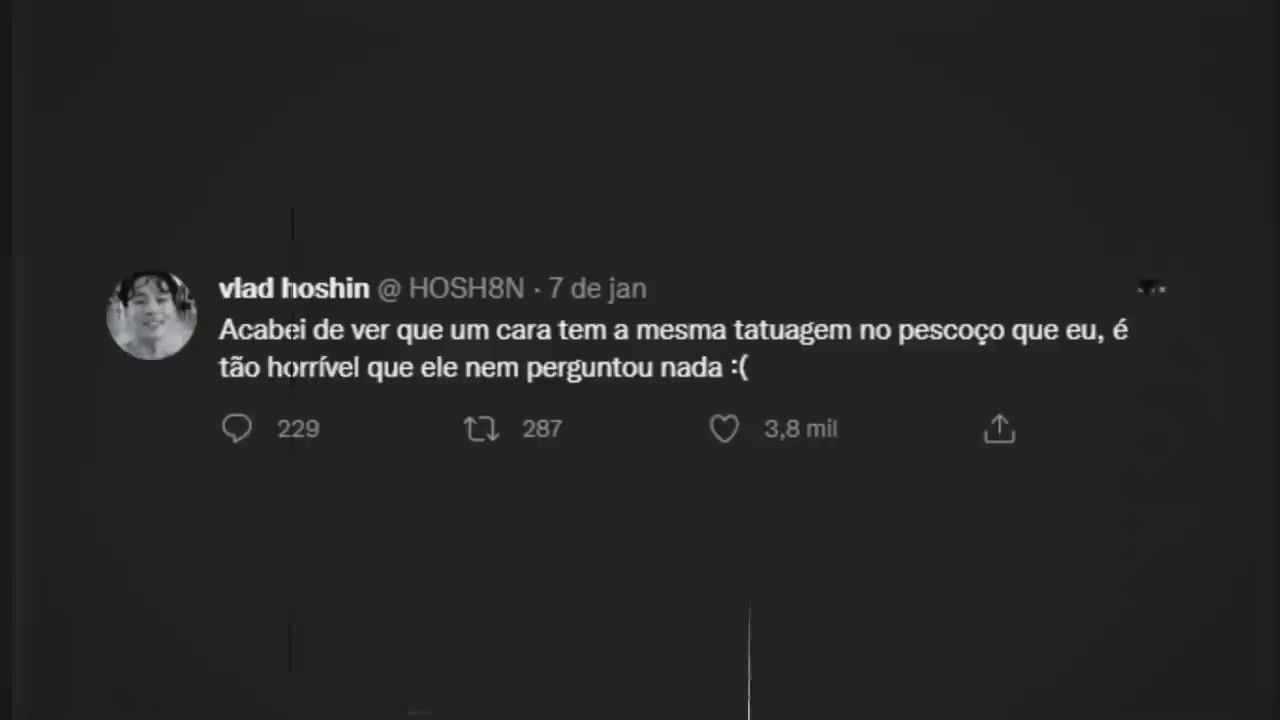 vlad hoshin @ HOSH8N · 7 de jan
Acabei de ver que um cara tem a mesma tatuagem no pescoço que eu, é
tão horrível que ele nem perguntou nada :(
229 287 3,8 mil